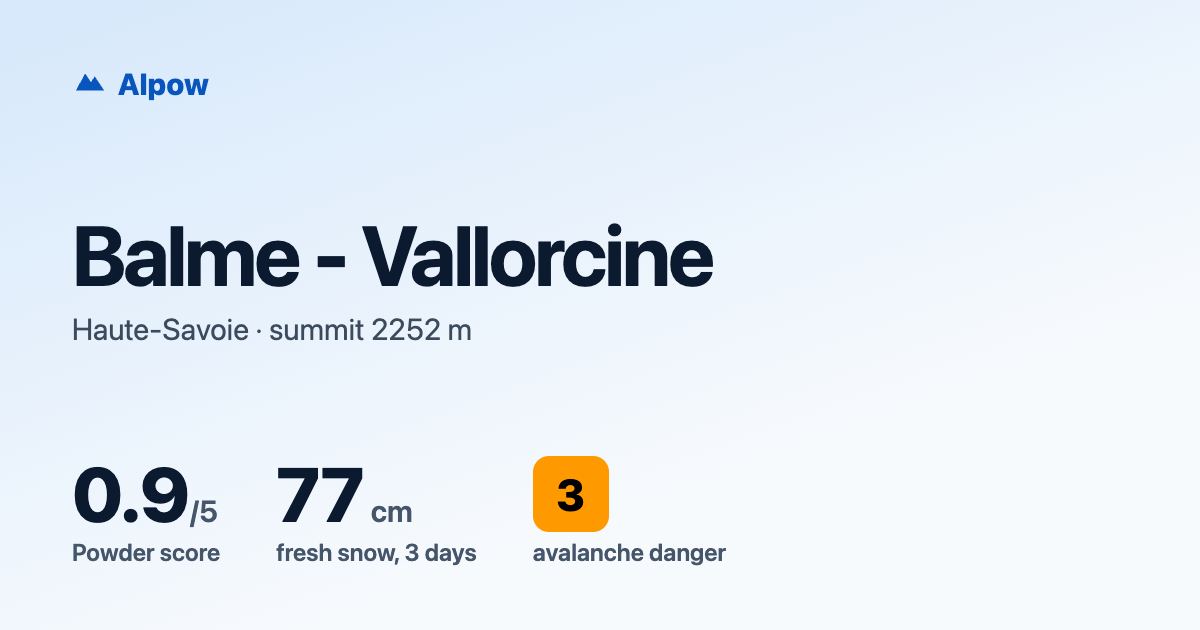 Alpow
Balme - Vallorcine
Haute-Savoie · summit 2252 m
0.9/5
Powder score
77 cm
fresh snow, 3 days
3
avalanche danger